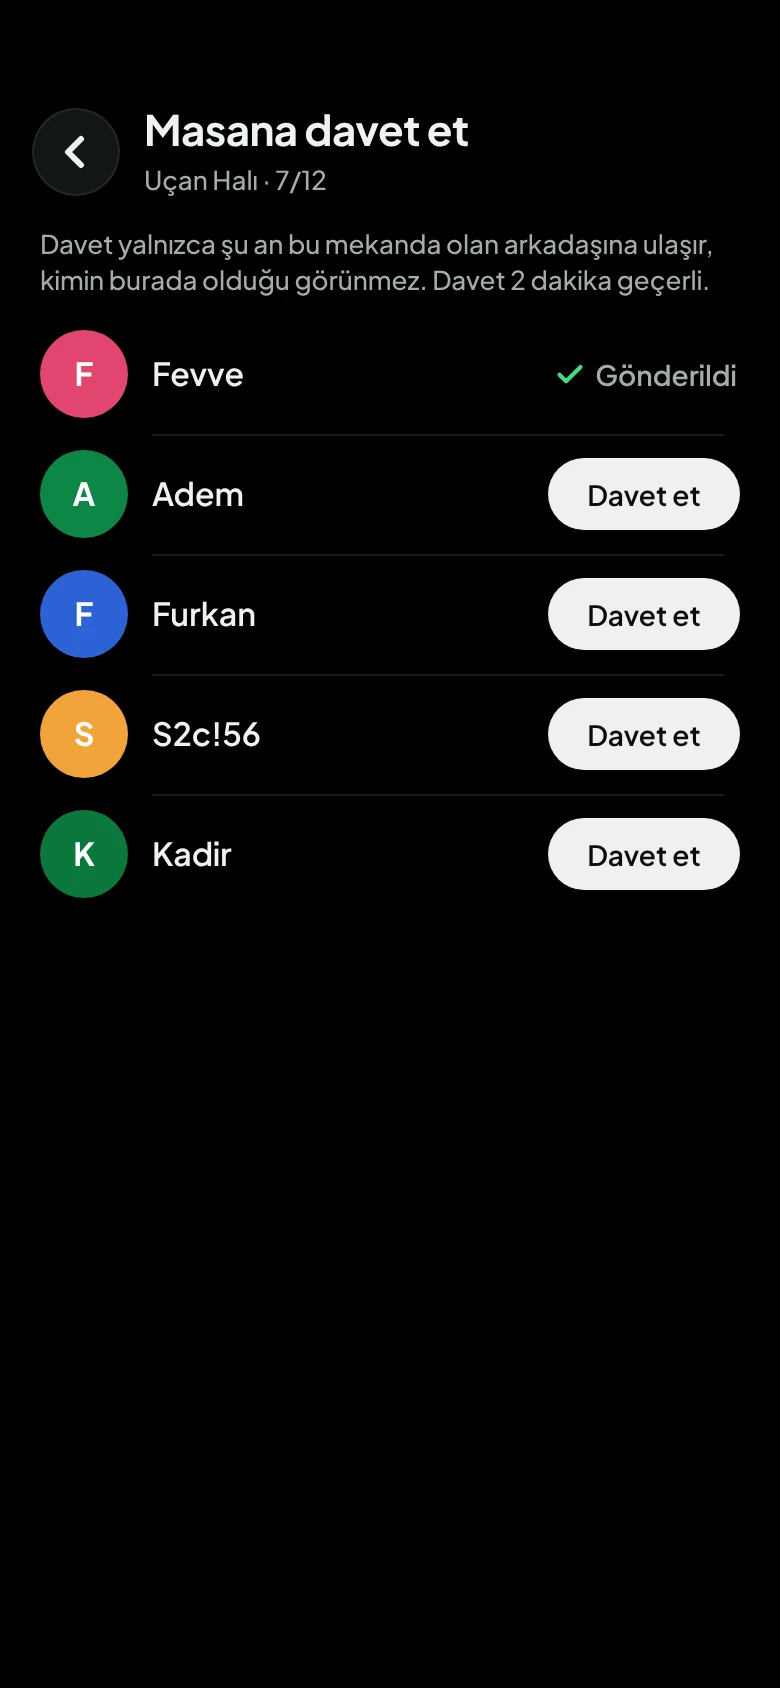 Masana davet et
Uçan Halı · 7/12
Davet yalnızca şu an bu mekanda olan arkadaşına ulaşır,
kimin burada olduğu görünmez. Davet 2 dakika geçerli.
F Fevve Gönderildi
A Adem Davet et
F Furkan Davet et
S S2c!56 Davet et
K Kadir Davet et